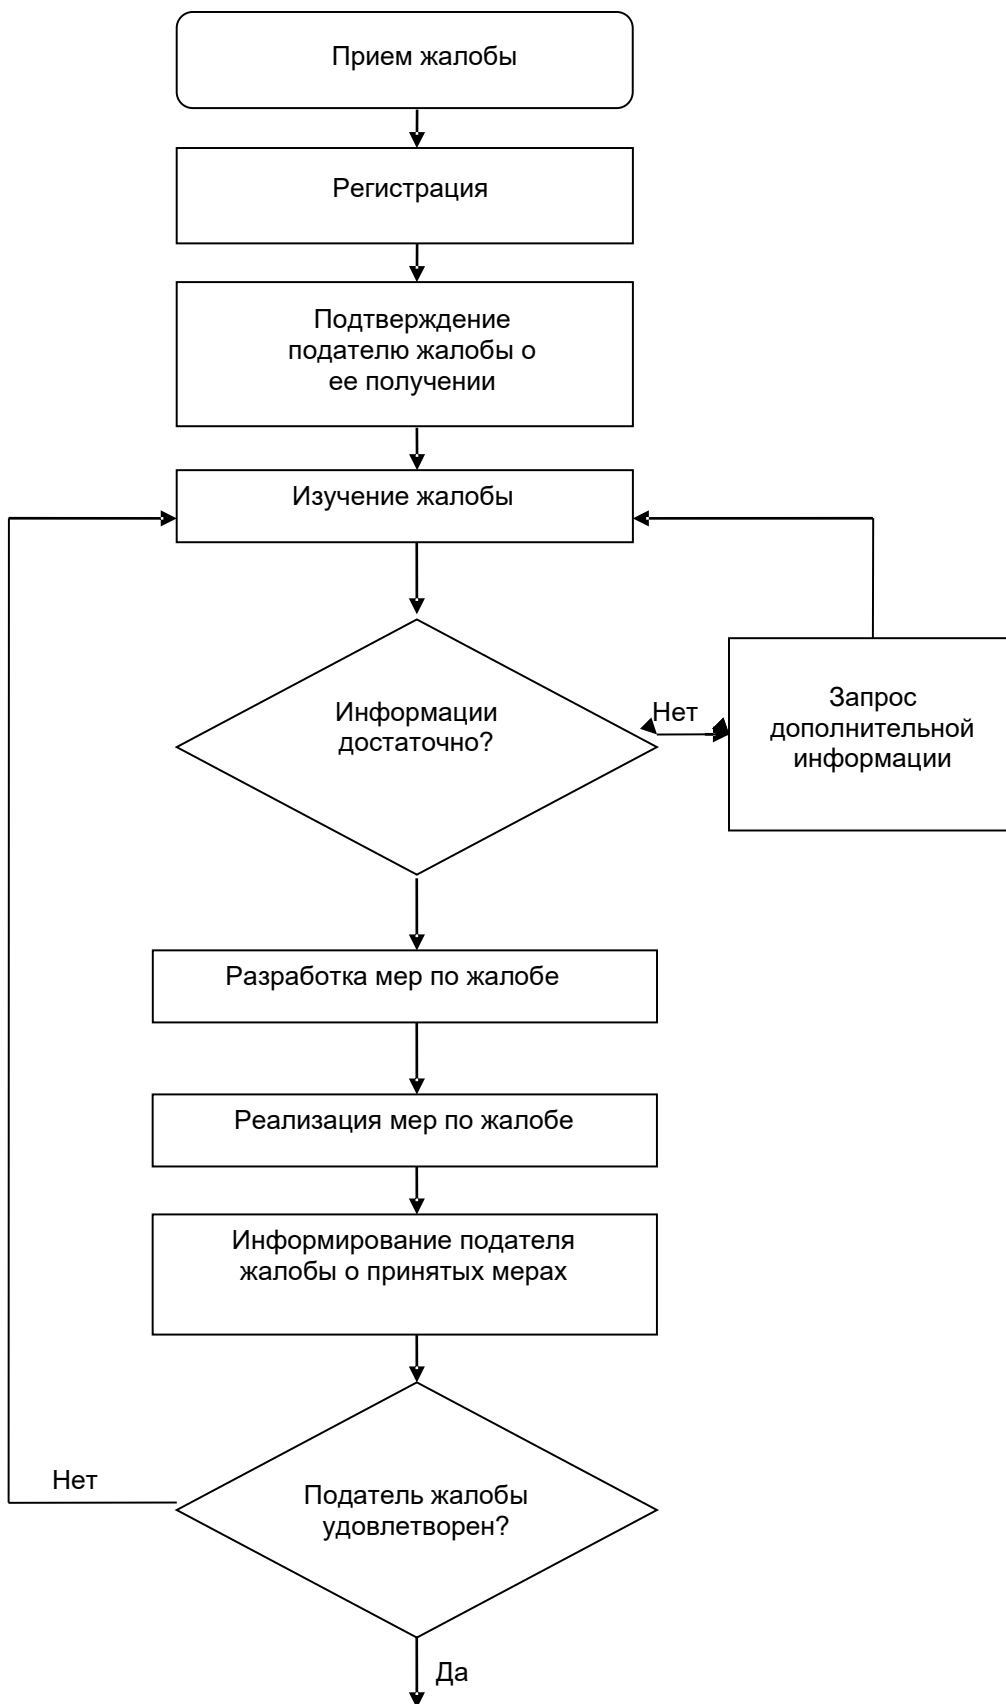 Прием жалобы
Регистрация
Подтверждение
подателю жалобы о
ее получении
Изучение жалобы
Информации
достаточно?
Нет
Запрос
дополнительной
информации
Разработка мер по жалобе
Реализация мер по жалобе
Информирование подателя
жалобы о принятых мерах
Нет
Податель жалобы
удовлетворен?
Да